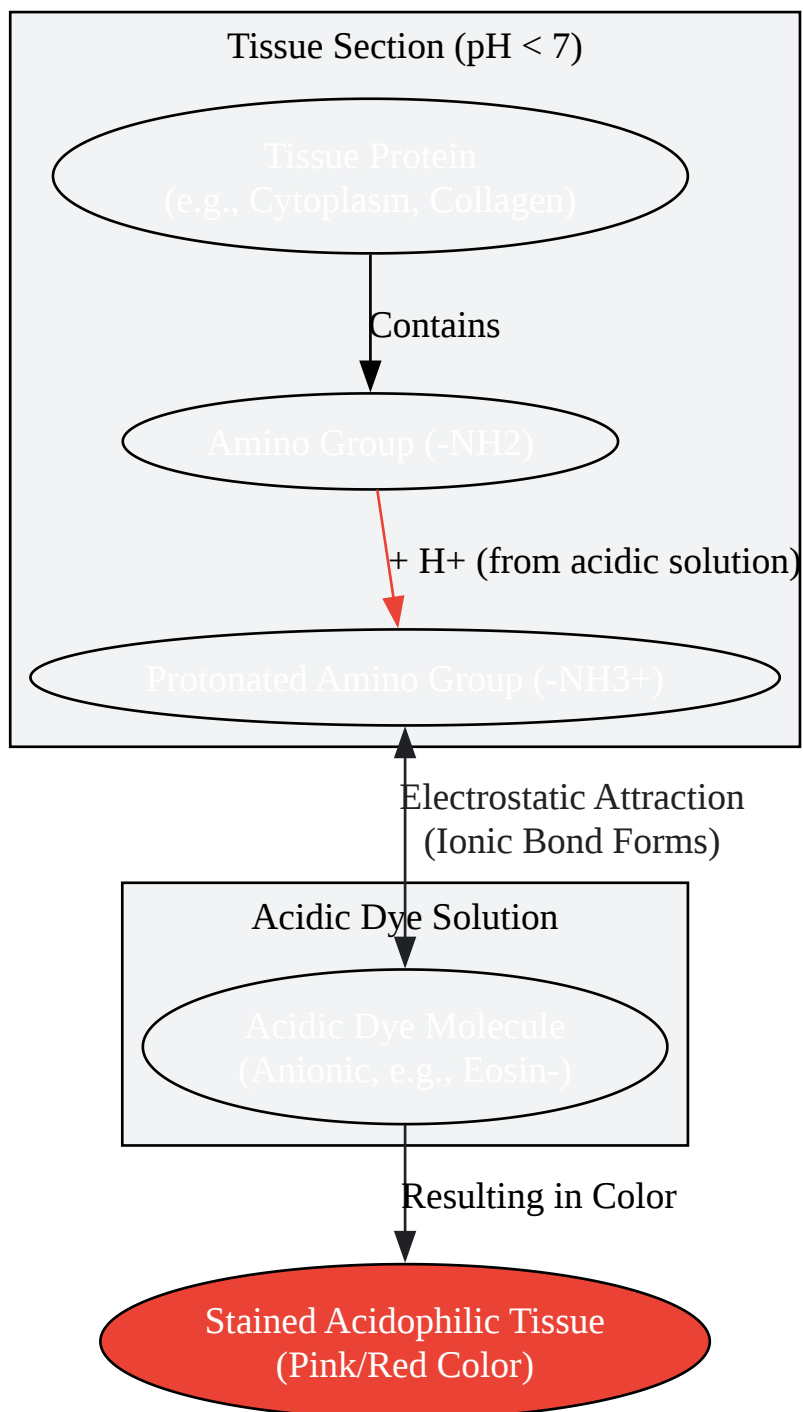 Tissue Section (pH < 7)
Tissue Protein
(e.g., Cytoplasm, Collagen)
Contains
Amino Group (-NH2)
+ H+ (from acidic solution)
Protonated Amino Group (-NH3+)
Electrostatic Attraction
(Ionic Bond Forms)
Acidic Dye Solution
Acidic Dye Molecule
(Anionic, e.g., Eosin-)
Resulting in Color
Stained Acidophilic Tissue
(Pink/Red Color)